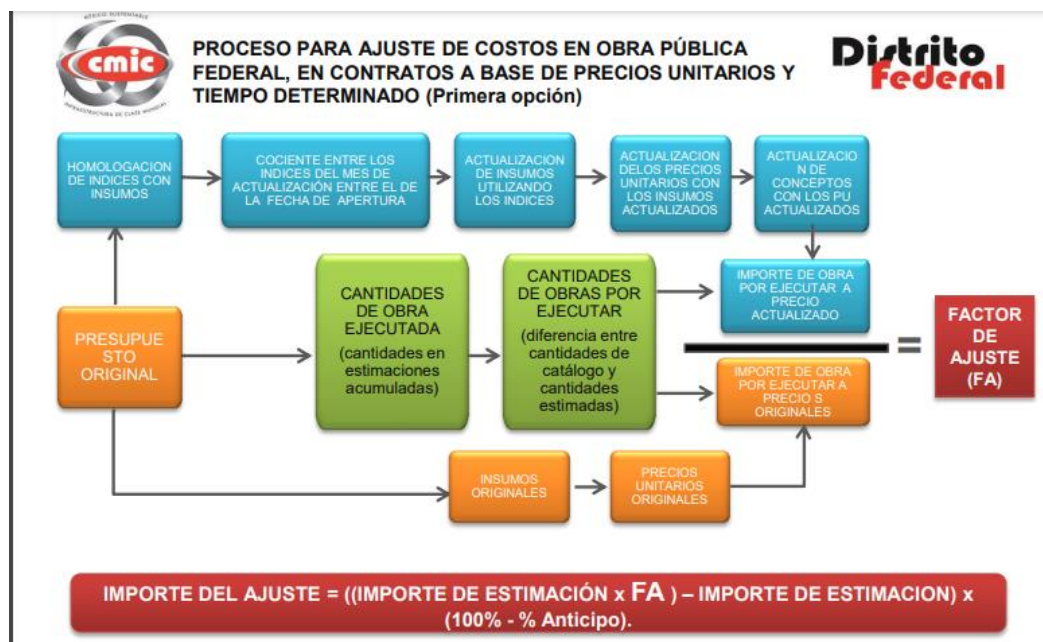 MÉXICO SUSTENTABLE
cmic
INFRAESTRUCTURA DE CLASE MUNDIAL
PROCESO PARA AJUSTE DE COSTOS EN OBRA PÚBLICA
FEDERAL, EN CONTRATOS A BASE DE PRECIOS UNITARIOS Y
TIEMPO DETERMINADO (Primera opción)
Distrito
Federal
HOMOLOGACION
DE INDICES CON
INSUMOS
COCIENTE ENTRE LOS
INDICES DEL MES DE
ACTUALIZACIÓN ENTRE EL DE
LA FECHA DE APERTURA
ACTUALIZACION
DE INSUMOS
UTILIZANDO
LOS INDICES
ACTUALIZACION
DELOS PRECIOS
UNITARIOS CON
LOS INSUMOS
ACTUALIZADOS
ACTUALIZACIO
N DE
CONCEPTOS
CON LOS PU
ACTUALIZADOS
PRESUPUE
STO
ORIGINAL
CANTIDADES
DE OBRA
EJECUTADA
(cantidades en
estimaciones
acumuladas)
CANTIDADES
DE OBRAS POR
EJECUTAR
(diferencia entre
cantidades de
catálogo y
cantidades
estimadas)
IMPORTE DE OBRA
POR EJECUTAR A
PRECIO
ACTUALIZADO
IMPORTE DE OBRA
POR EJECUTAR A
PRECIO S
ORIGINALES
=
FACTOR
DE
AJUSTE
(FA)
INSUMOS
ORIGINALES
PRECIOS
UNITARIOS
ORIGINALES
IMPORTE DEL AJUSTE = ((IMPORTE DE ESTIMACIÓN x FA ) – IMPORTE DE ESTIMACION) x
(100% - % Anticipo).